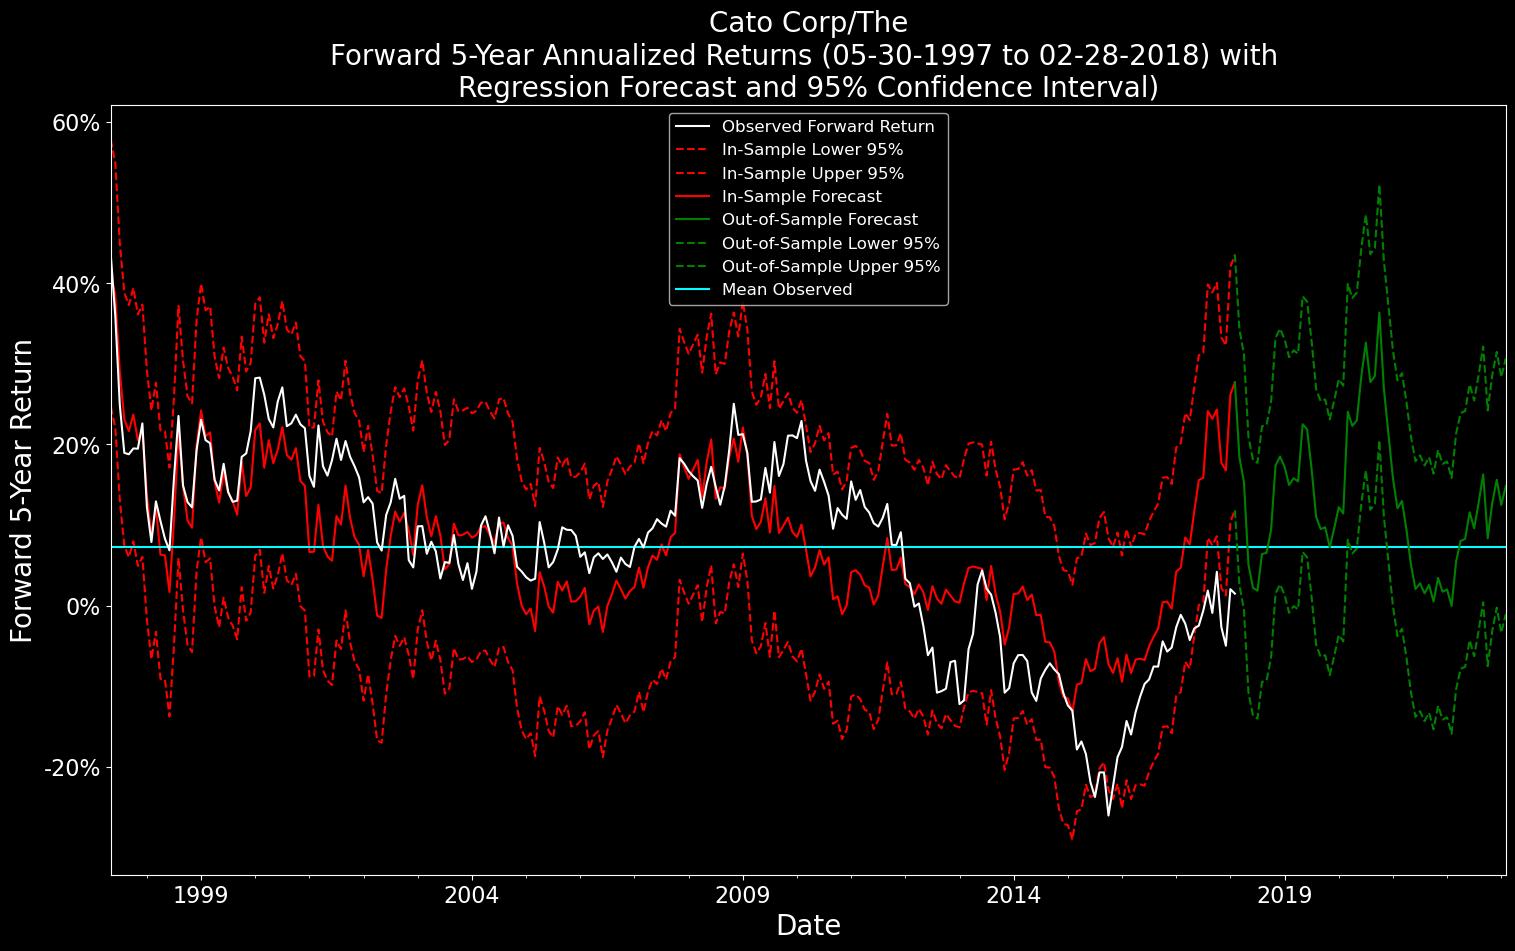 Cato Corp/The
Forward 5-Year Annualized Returns (05-30-1997 to 02-28-2018) with
Regression Forecast and 95% Confidence Interval)
Observed Forward Return
In-Sample Lower 95%
In-Sample Upper 95%
In-Sample Forecast
Out-of-Sample Forecast
Out-of-Sample Lower 95%
Out-of-Sample Upper 95%
Mean Observed
60%
40%
20%
0%
-20%
Forward 5-Year Return
1999
2004
2009
2014
2019
Date